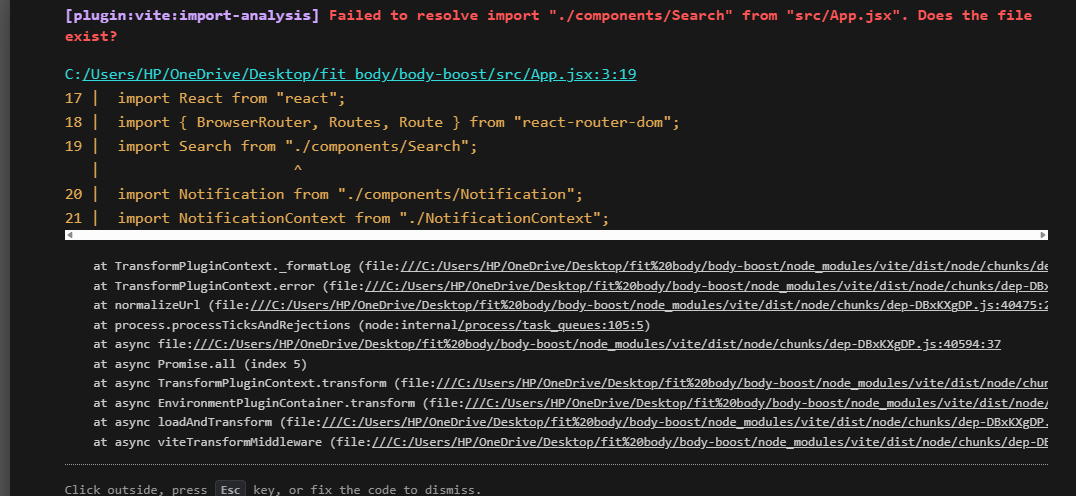 [plugin:vite:import-analysis] Failed to resolve import "./components/Search" from "src/App.jsx". Does the file
exist?
C:/Users/HP/OneDrive/Desktop/fit body/body-boost/src/App.jsx:3:19
17 |  import React from "react";
18 |  import { BrowserRouter, Routes, Route } from "react-router-dom";
19 |  import Search from "./components/Search";
   |                      ^
20 |  import Notification from "./components/Notification";
21 |  import NotificationContext from "./NotificationContext";
at TransformPluginContext._formatLog (file:///C:/Users/HP/OneDrive/Desktop/fit%20body/body-boost/node_modules/vite/dist/node/chunks/de
at TransformPluginContext.error (file:///C:/Users/HP/OneDrive/Desktop/fit%20body/body-boost/node_modules/vite/dist/node/chunks/dep-DBx
at normalizeUrl (file:///C:/Users/HP/OneDrive/Desktop/fit%20body/body-boost/node_modules/vite/dist/node/chunks/dep-DBxKXgDP.js:40475:2
at process.processTicksAndRejections (node:internal/process/task_queues:105:5)
at async file:///C:/Users/HP/OneDrive/Desktop/fit%20body/body-boost/node_modules/vite/dist/node/chunks/dep-DBxKXgDP.js:40594:37
at async Promise.all (index 5)
at async TransformPluginContext.transform (file:///C:/Users/HP/OneDrive/Desktop/fit%20body/body-boost/node_modules/vite/dist/node/chun
at async EnvironmentPluginContainer.transform (file:///C:/Users/HP/OneDrive/Desktop/fit%20body/body-boost/node_modules/vite/dist/node/
at async loadAndTransform (file:///C:/Users/HP/OneDrive/Desktop/fit%20body/body-boost/node_modules/vite/dist/node/chunks/dep-DBxKXgDP.
at async viteTransformMiddleware (file:///C:/Users/HP/OneDrive/Desktop/fit%20body/body-boost/node_modules/vite/dist/node/chunks/dep-DB
Click outside, press Esc key, or fix the code to dismiss.